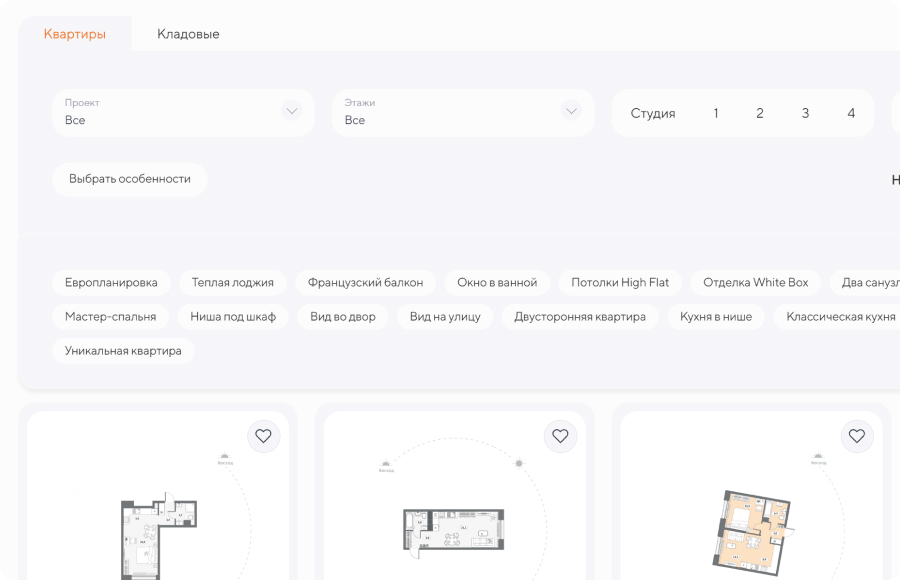 Квартиры Кладовые
Проект
Все
Этажи
Все
Студия 1 2 3 4
Выбрать особенности
Европланировка Теплая лоджия Французский балкон Окно в ванной Потолки High Flat Отделка White Box Два
Мастер-спальня Ниша под шкаф Вид во двор Вид на улицу Двусторонняя квартира Кухня в нише Классическая кухня
Уникальная квартира